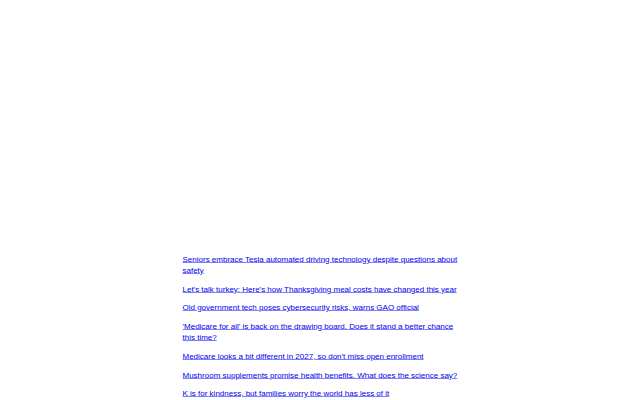 Seniors embrace Tesla automated driving technology despite questions about
safety
Let's talk turkey: Here's how Thanksgiving meal costs have changed this year
Old government tech poses cybersecurity risks, warns GAO official
'Medicare for all' is back on the drawing board. Does it stand a better chance
this time?
Medicare looks a bit different in 2027, so don't miss open enrollment
Mushroom supplements promise health benefits. What does the science say?
K is for kindness, but families worry the world has less of it